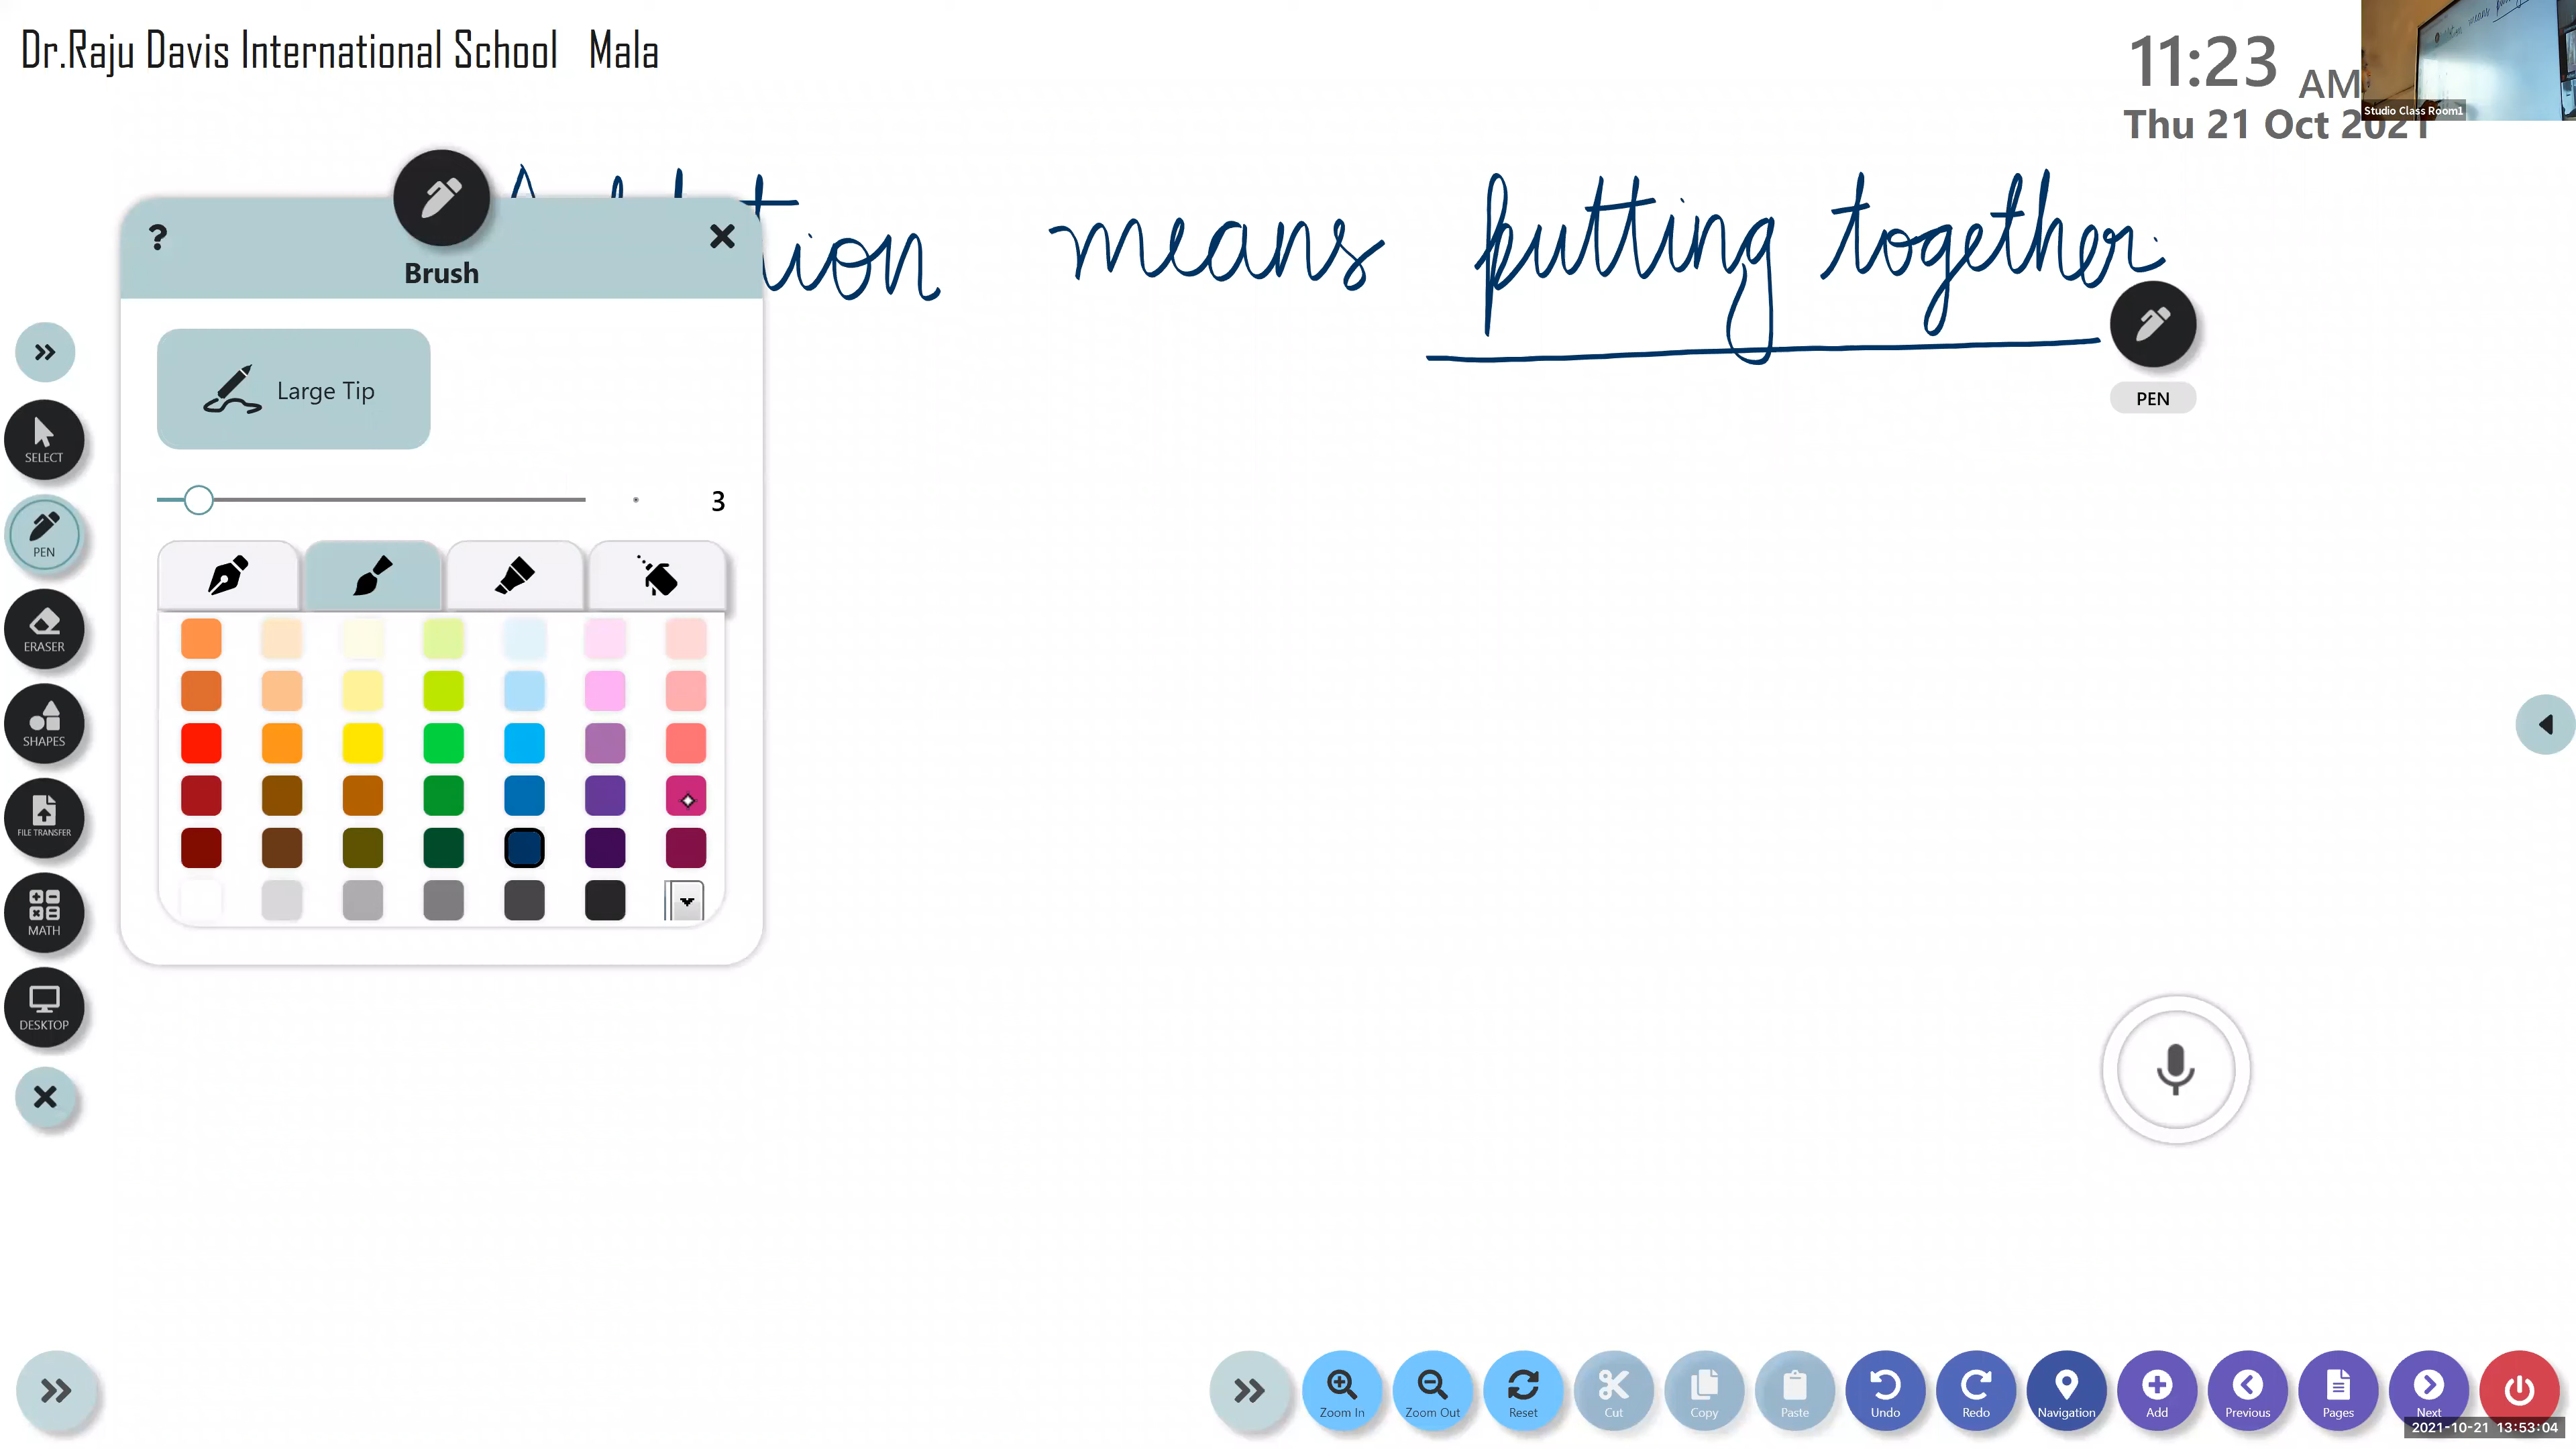 Dr.Raju Davis International School Mala
11:23 AM
Thu 21 Oct 2021
Studio Class Room1
means putting together.
?
Brush
Large Tip
3
PEN
SELECT
PEN
ERASER
SHAPES
FILE TRANSFER
MATH
DESKTOP
Zoom In Zoom Out Reset Cut Copy Paste Undo Redo Navigation Add Previous Pages Next
2021-10-21 13:53:04